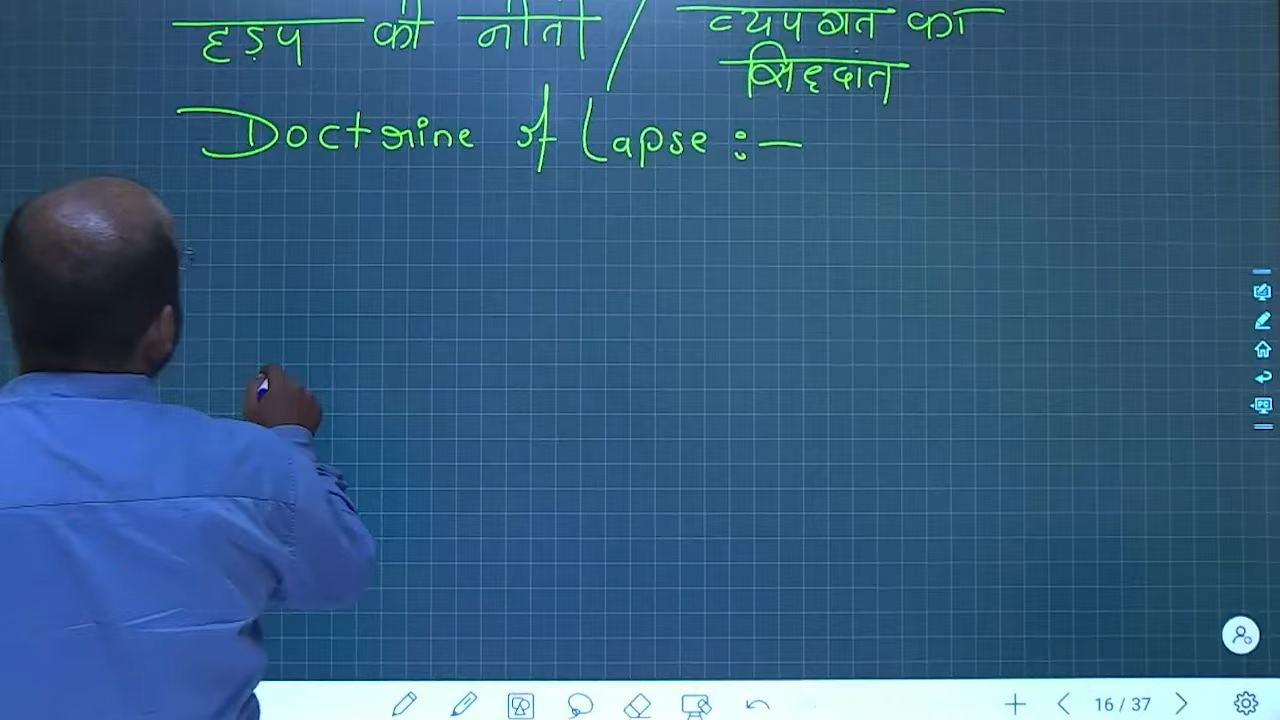 हड़प की नीती / व्यपगत का
सिद्दात
Doctrine of Lapse :—
16 / 37